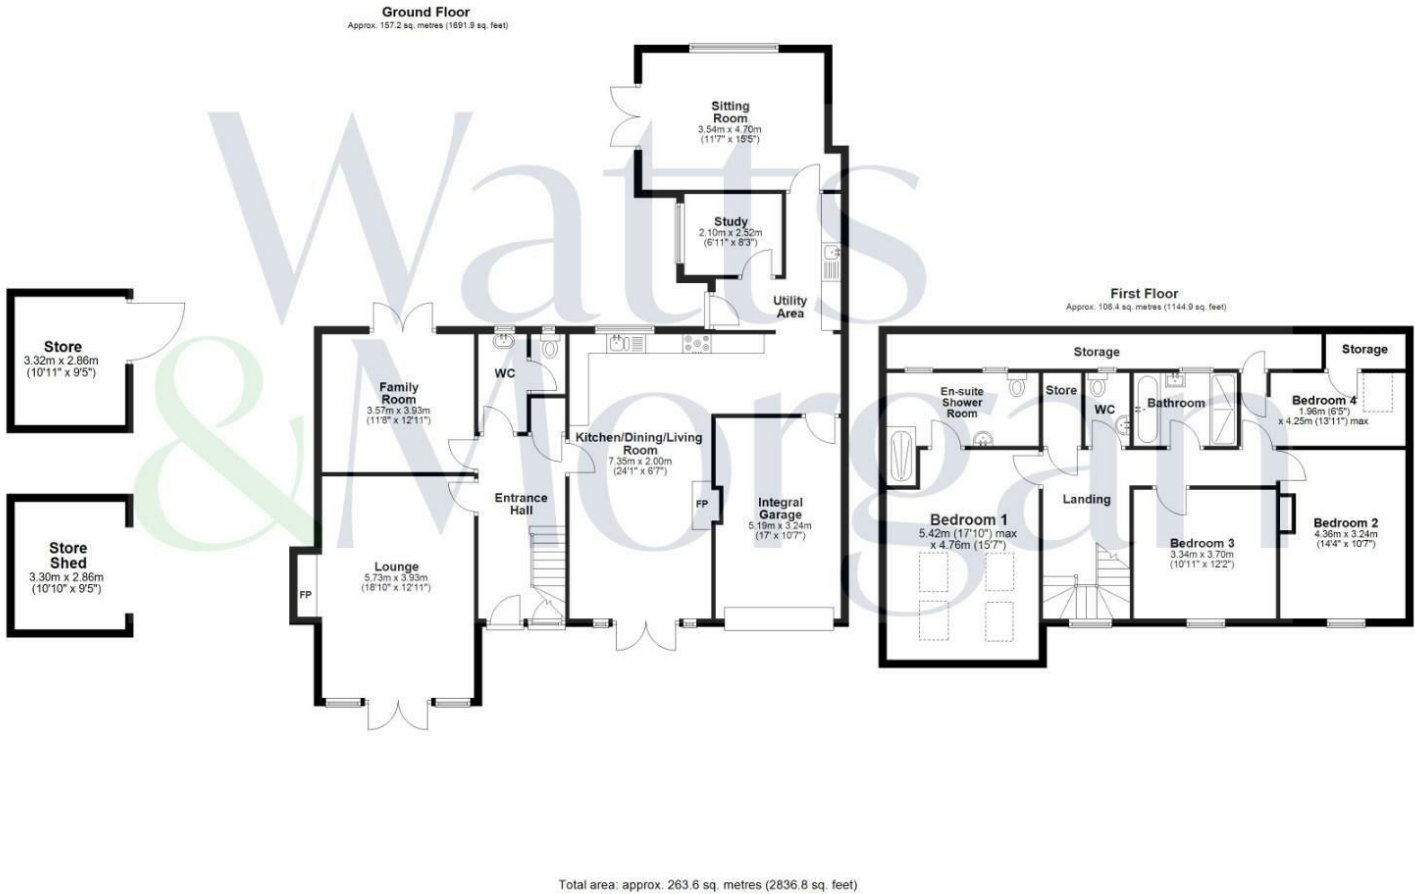 Ground Floor
Approx. 157.2 sq. metres (1691.9 sq. feet)
Watts
&Morgan
Sitting
Room
3.54m x 4.70m
(11'7" x 15'5")
Study
2.10m x 2.52m
(6'11" x 8'3")
Utility
Area
Store
3.32m x 2.86m
(10'11" x 9'5")
Store
Shed
3.30m x 2.86m
(10'10" x 9'5")
WC
Family
Room
3.57m x 3.93m
(11'8" x 12'11")
Kitchen/Dining/Living
Room
7.35m x 2.00m
(24'1" x 6'7")
Entrance
Hall
FP
Integral
Garage
5.19m x 3.24m
(17' x 10'7")
Lounge
5.73m x 3.93m
(18'10" x 12'11")
FP
First Floor
Approx. 106.4 sq. metres (1144.9 sq. feet)
Storage
Storage
En-suite
Shower
Room
Store
WC
Bathroom
Bedroom 4
1.96m (6'5")
x 4.25m (13'11") max
Landing
Bedroom 1
5.42m (17'10") max
x 4.76m (15'7")
Bedroom 3
3.34m x 3.70m
(10'11" x 12'2")
Bedroom 2
4.36m x 3.24m
(14'4" x 10'7")
Total area: approx. 263.6 sq. metres (2836.8 sq. feet)